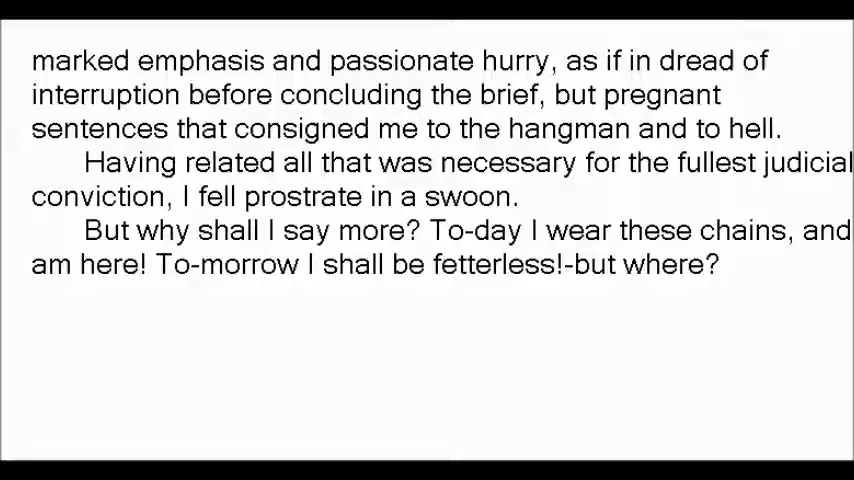 marked emphasis and passionate hurry, as if in dread of
interruption before concluding the brief, but pregnant
sentences that consigned me to the hangman and to hell.
Having related all that was necessary for the fullest judicial
conviction, I fell prostrate in a swoon.
But why shall I say more? To-day I wear these chains, and
am here! To-morrow I shall be fetterless!-but where?